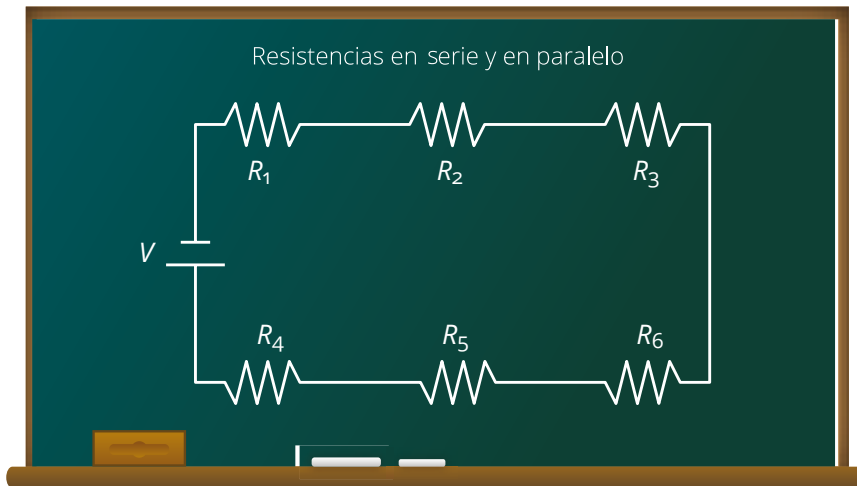 Resistencias en serie y en paralelo
R₁ R₂ R₃
V
R₄ R₅ R₆